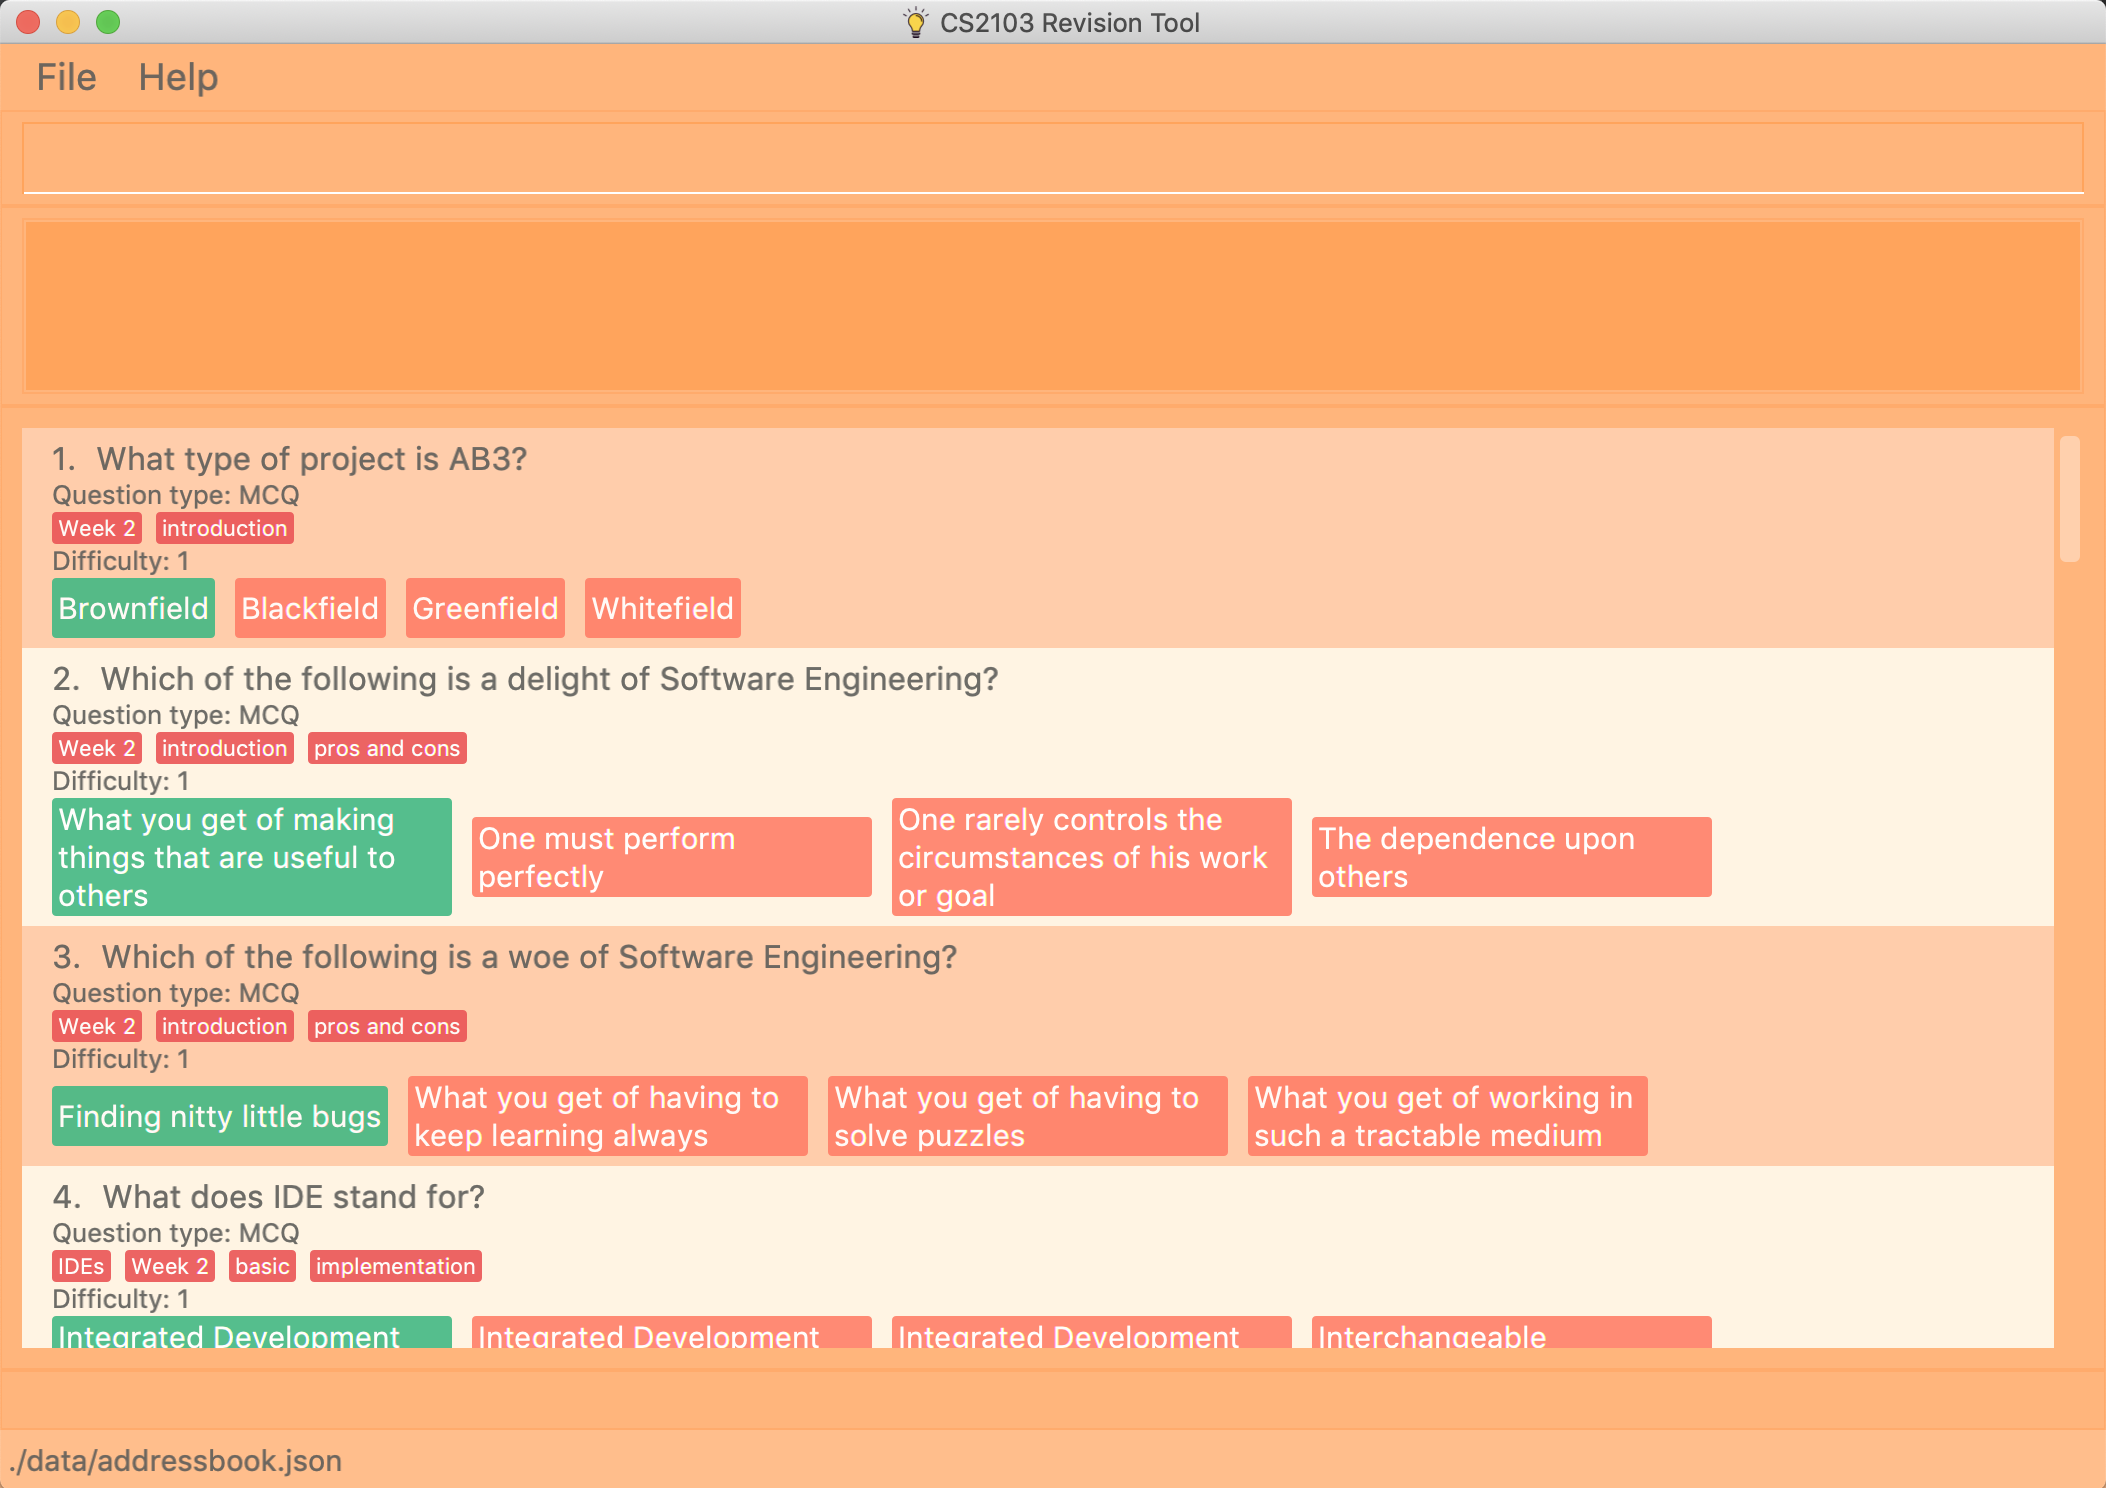 CS2103 Revision Tool
File Help
1. What type of project is AB3?
Question type: MCQ
Week 2 introduction
Difficulty: 1
Brownfield Blackfield Greenfield Whitefield
2. Which of the following is a delight of Software Engineering?
Question type: MCQ
Week 2 introduction pros and cons
Difficulty: 1
What you get of making
things that are useful to
others
One must perform
perfectly
One rarely controls the
circumstances of his work
or goal
The dependence upon
others
3. Which of the following is a woe of Software Engineering?
Question type: MCQ
Week 2 introduction pros and cons
Difficulty: 1
Finding nitty little bugs
What you get of having to
keep learning always
What you get of having to
solve puzzles
What you get of working in
such a tractable medium
4. What does IDE stand for?
Question type: MCQ
IDEs Week 2 basic implementation
Difficulty: 1
Integrated Development
Integrated Development
Integrated Development
Interchangeable
./data/addressbook.json